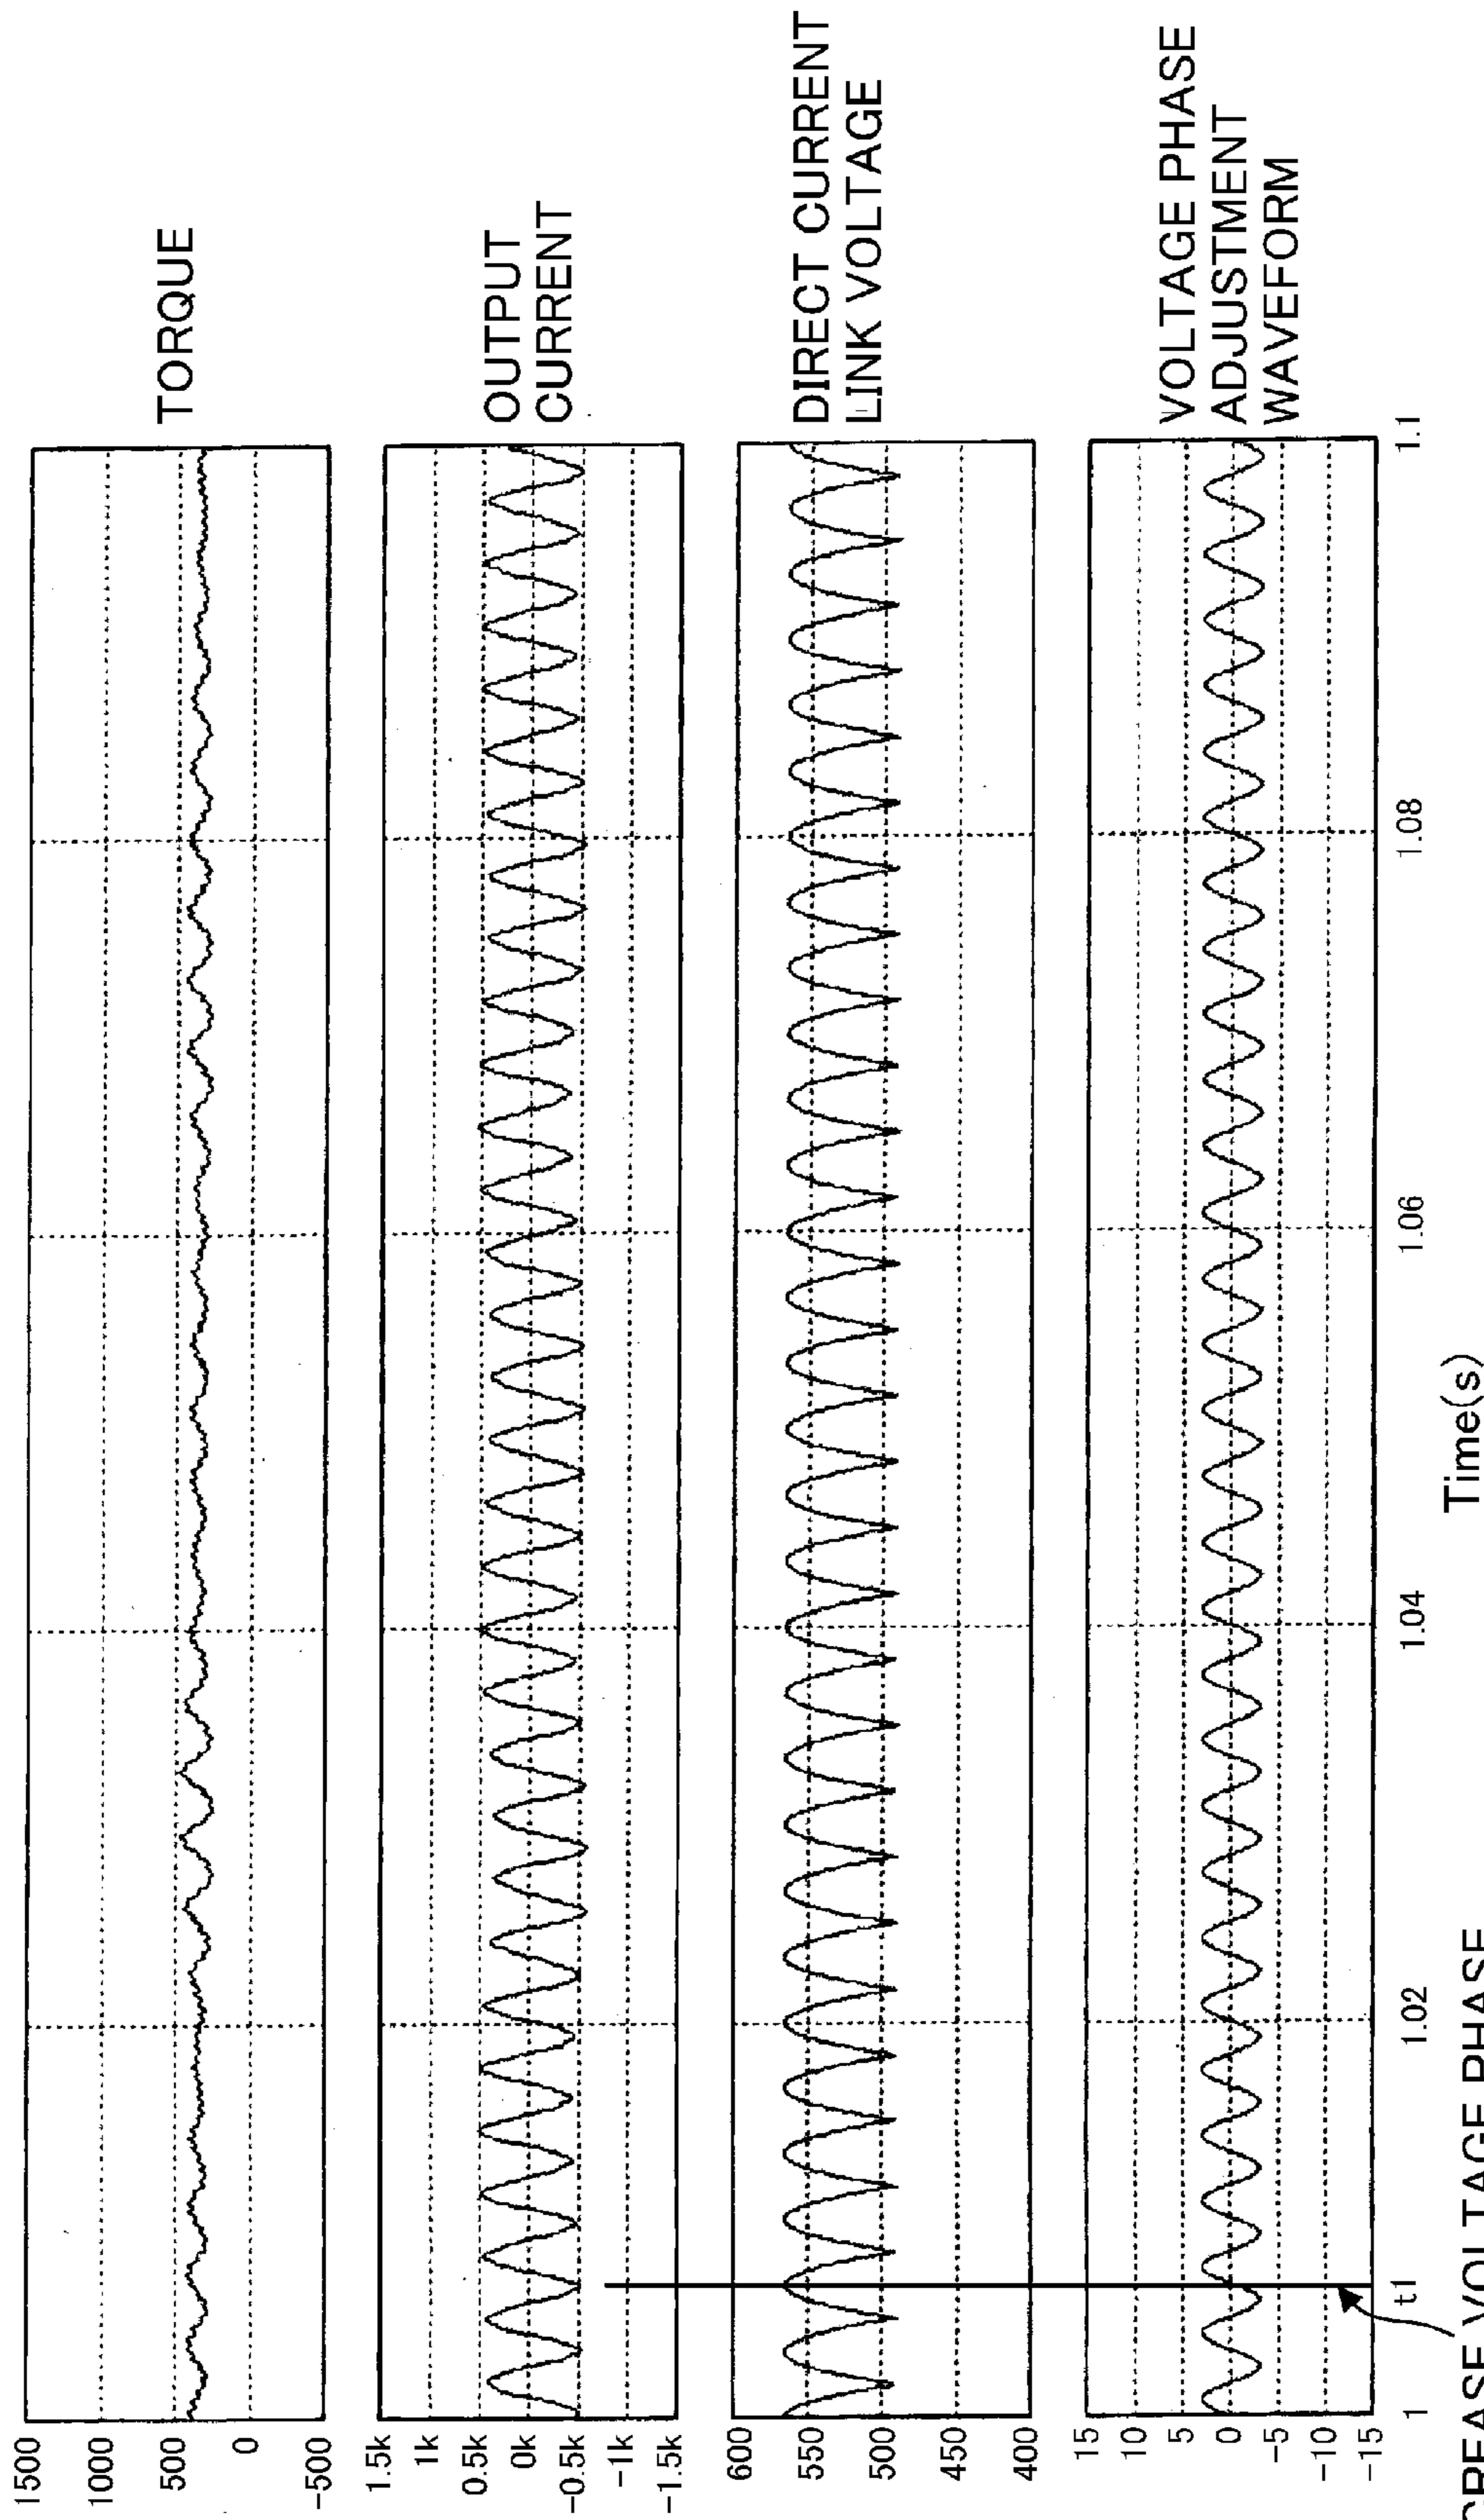 1500
1000
500
0
-500
TORQUE
1.5k
1k
0.5k
0k
-0.5k
-1k
-1.5k
OUTPUT
CURRENT
600
550
500
450
400
DIRECT CURRENT
LINK VOLTAGE
15
10
5
0
-5
-10
-15
VOLTAGE PHASE
ADJUSTMENT
WAVEFORM
1
t1
1.02
1.04
1.06
1.08
1.1
Time(s)
VOLTAGE PHASE